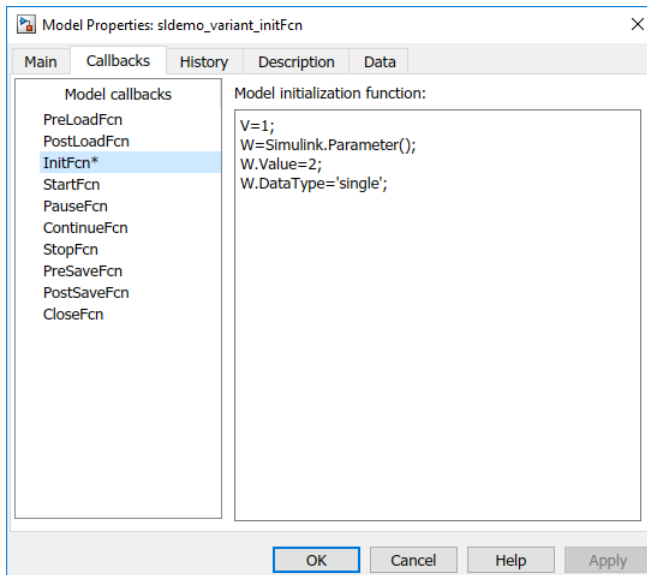 Model Properties: sldemo_variant_initFcn
Main Callbacks History Description Data
Model callbacks
PreLoadFcn
PostLoadFcn
InitFcn*
StartFcn
PauseFcn
ContinueFcn
StopFcn
PreSaveFcn
PostSaveFcn
CloseFcn
Model initialization function:
V=1;
W=Simulink.Parameter();
W.Value=2;
W.DataType='single';
OK Cancel Help Apply